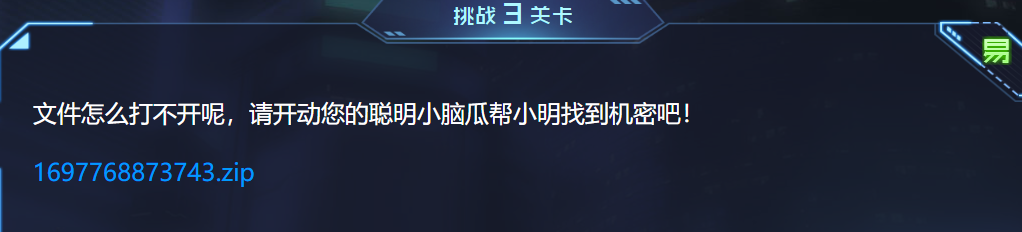 挑战 3 关卡
易
文件怎么打不开呢，请开动您的聪明小脑瓜帮小明找到机密吧！
1697768873743.zip